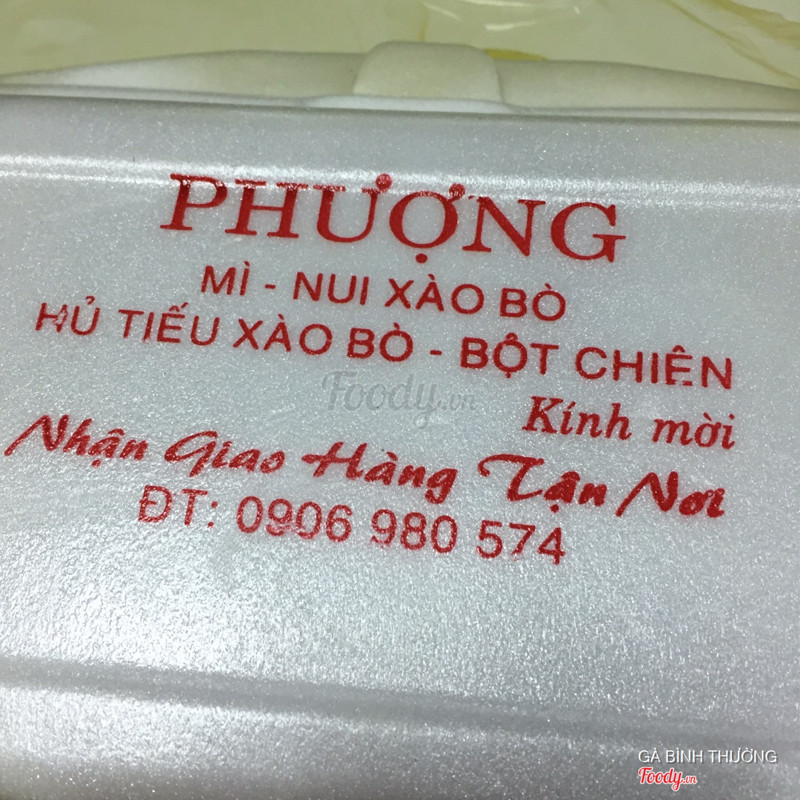 PHƯỢNG
MÌ - NUI XÀO BÒ
HỦ TIẾU XÀO BÒ - BỘT CHIÊN
Foody.vn
Kính mời
Nhận Giao Hàng Tận Nơi
ĐT: 0906 980 574
GÀ BÌNH THƯỜNG
Foody.vn